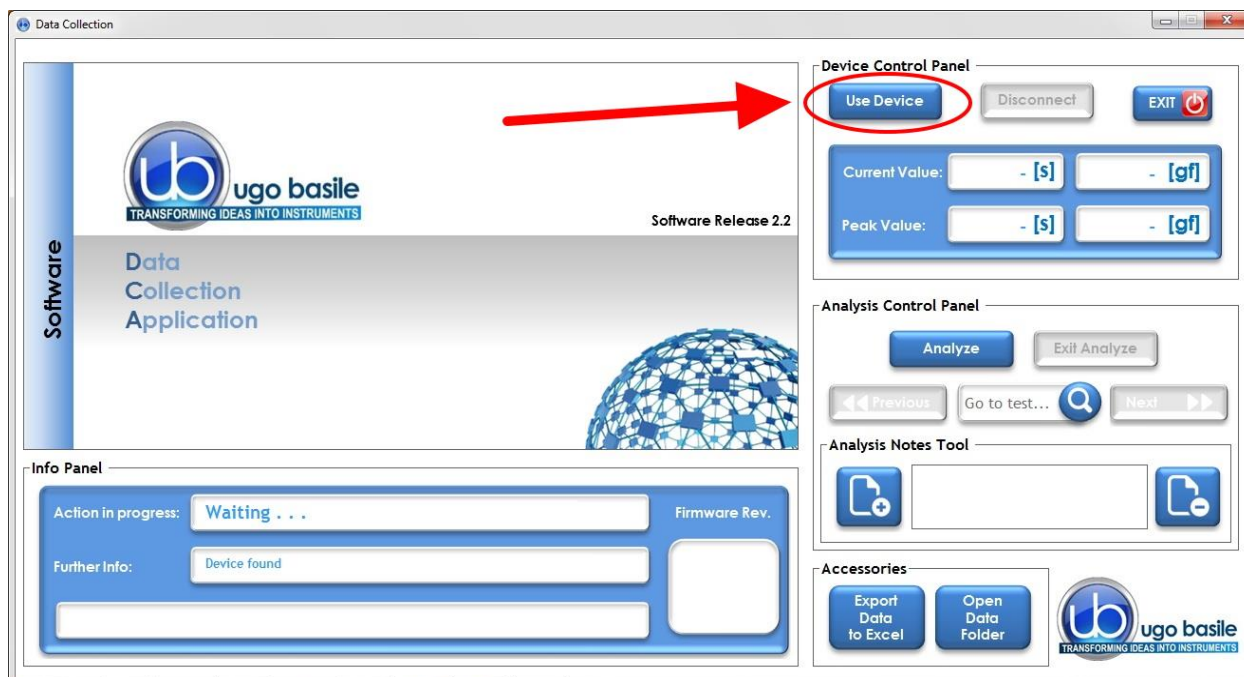 Data Collection
Software
ub ugo basile
TRANSFORMING IDEAS INTO INSTRUMENTS
Software Release 2.2
Data
Collection
Application
Device Control Panel
Use Device
Disconnect
EXIT
Current Value: - [s] - [gf]
Peak Value: - [s] - [gf]
Analysis Control Panel
Analyze
Exit Analyze
Previous
Go to test...
Next
Analysis Notes Tool
Info Panel
Action in progress: Waiting . . .
Firmware Rev.
Further Info: Device found
Accessories
Export
Data
to Excel
Open
Data
Folder
ub ugo basile
TRANSFORMING IDEAS INTO INSTRUMENTS